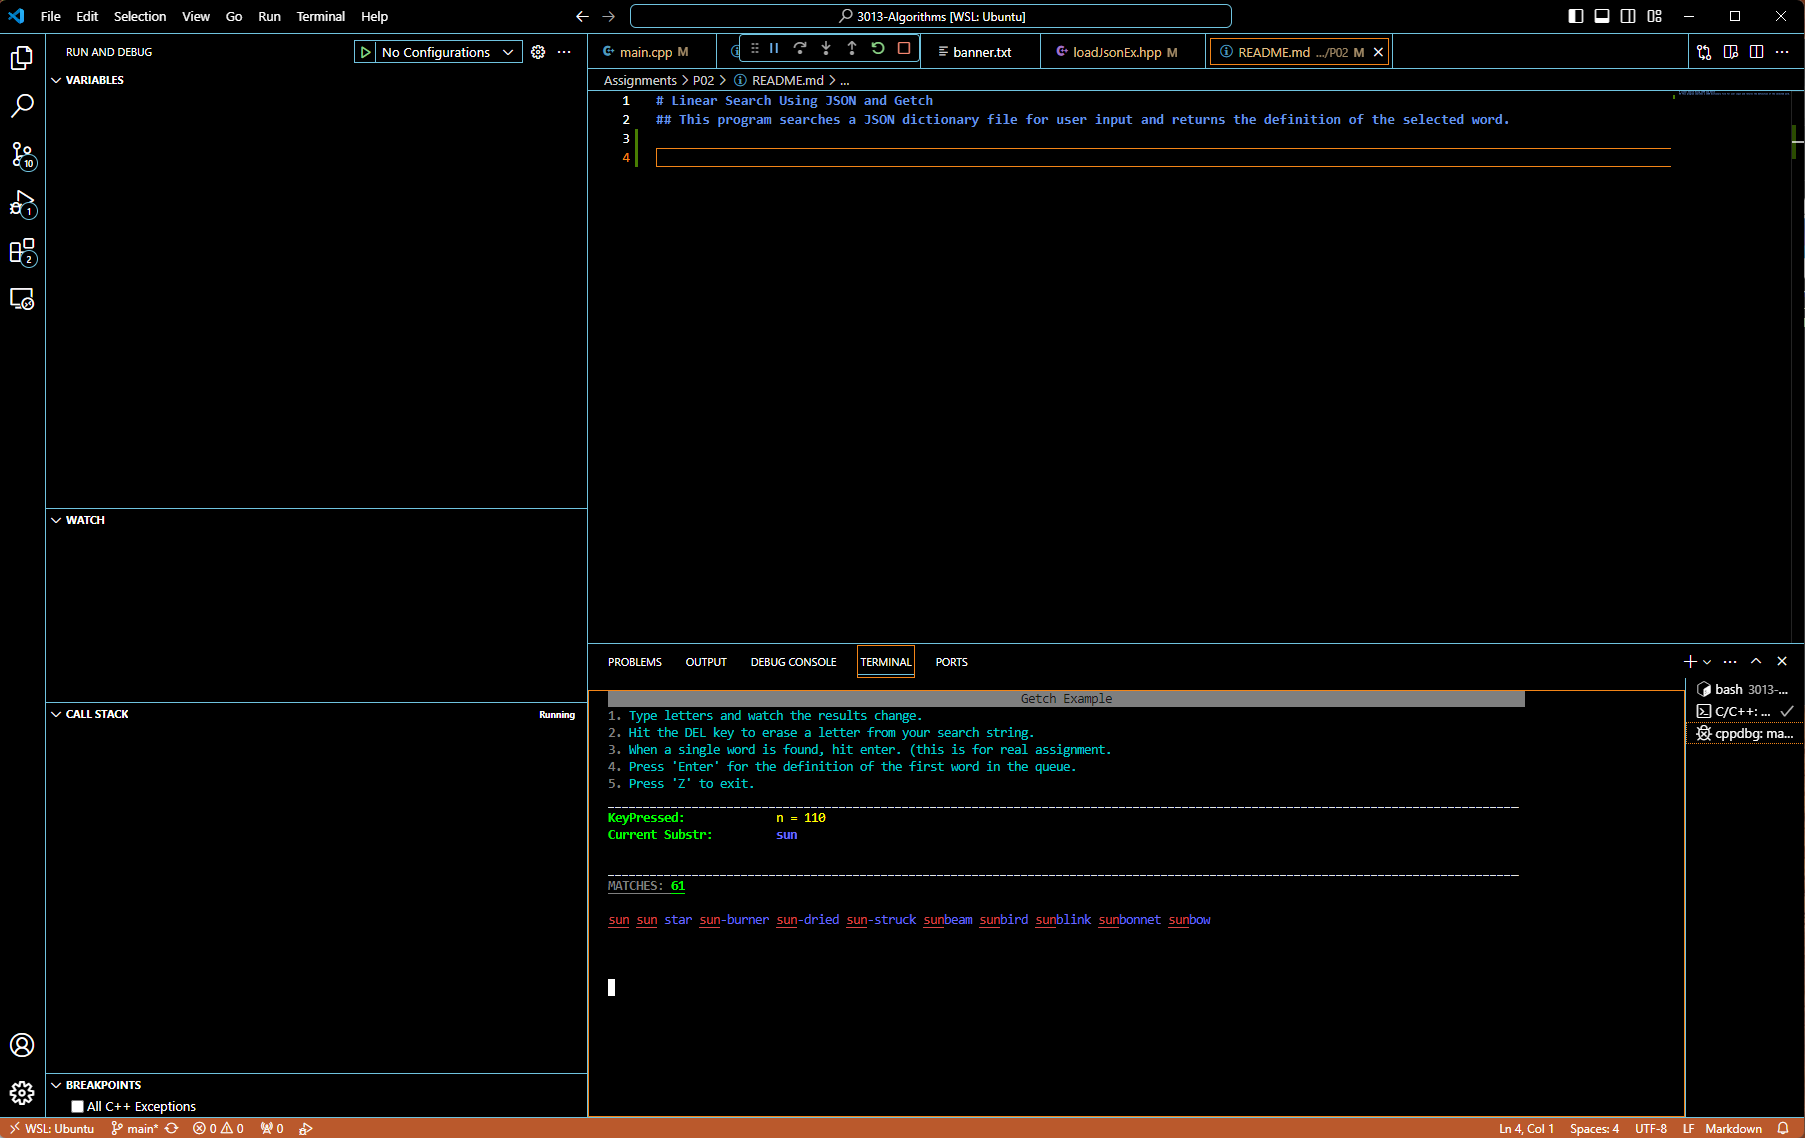 File Edit Selection View Go Run Terminal Help
3013-Algorithms [WSL: Ubuntu]
RUN AND DEBUG
No Configurations
main.cpp M
banner.txt
loadJsonEx.hpp M
README.md .../P02 M
VARIABLES
Assignments > P02 > README.md > ...
1 # Linear Search Using JSON and Getch
2 ## This program searches a JSON dictionary file for user input and returns the definition of the selected word.
3
4
10
1
2
WATCH
CALL STACK
Running
BREAKPOINTS
All C++ Exceptions
PROBLEMS OUTPUT DEBUG CONSOLE TERMINAL PORTS
Getch Example
1. Type letters and watch the results change.
2. Hit the DEL key to erase a letter from your search string.
3. When a single word is found, hit enter. (this is for real assignment.
4. Press 'Enter' for the definition of the first word in the queue.
5. Press 'Z' to exit.
KeyPressed: n = 110
Current Substr: sun
MATCHES: 61
sun sun star sun-burner sun-dried sun-struck sunbeam sunbird sunblink sunbonnet sunbow
bash 3013-...
C/C++: ...
cppdbg: ma...
WSL: Ubuntu main* 0 0 0
Ln 4, Col 1 Spaces: 4 UTF-8 LF Markdown